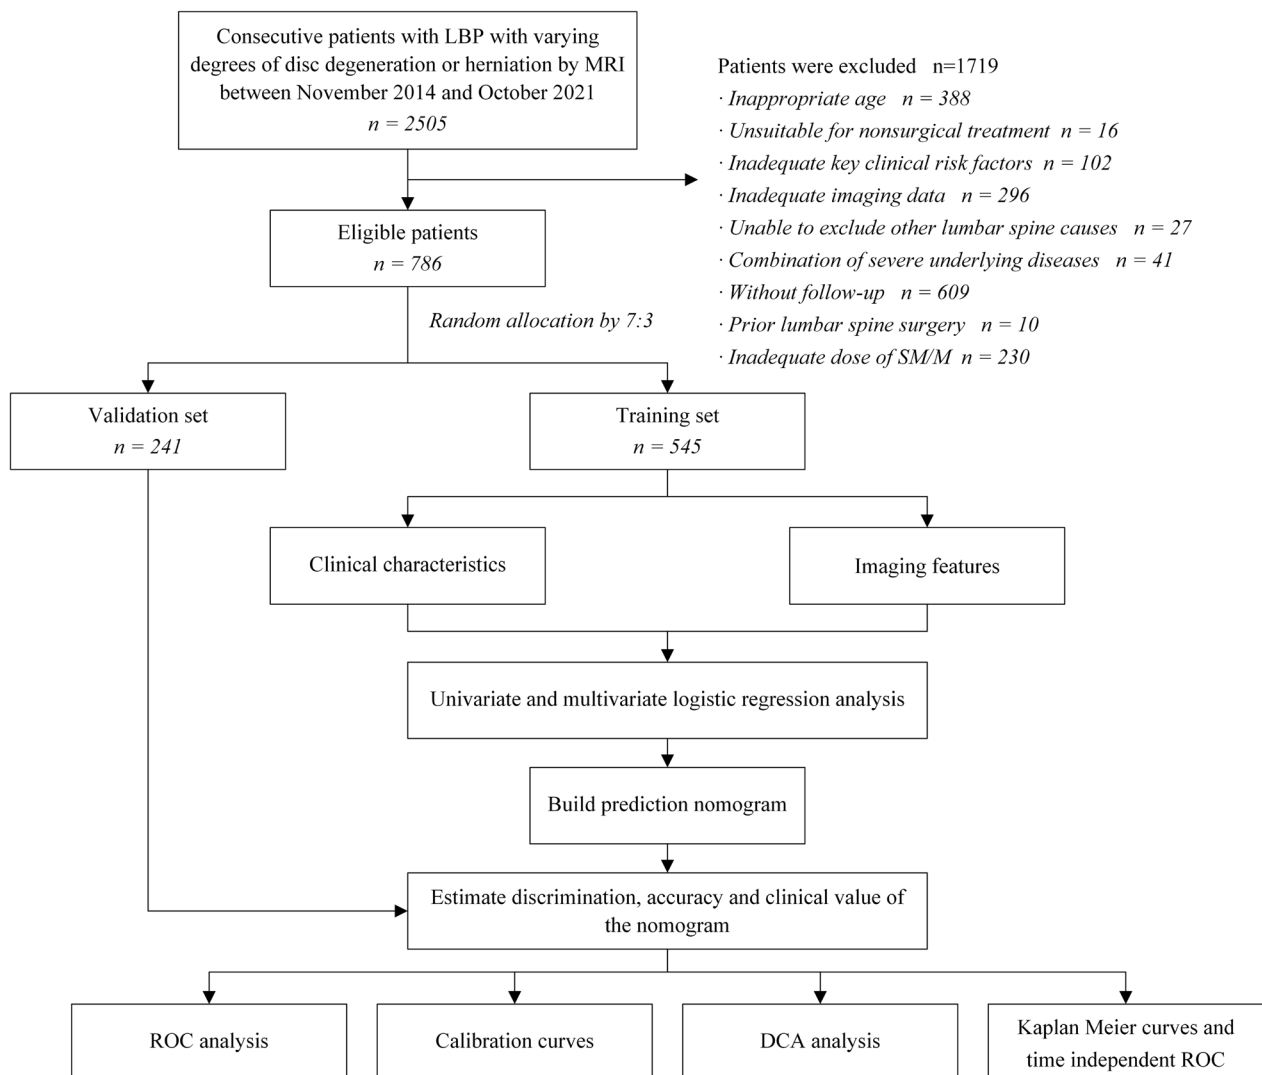 Consecutive patients with LBP with varying
degrees of disc degeneration or herniation by MRI
between November 2014 and October 2021
n = 2505
Patients were excluded n=1719
· Inappropriate age n = 388
· Unsuitable for nonsurgical treatment n = 16
· Inadequate key clinical risk factors n = 102
· Inadequate imaging data n = 296
· Unable to exclude other lumbar spine causes n = 27
· Combination of severe underlying diseases n = 41
· Without follow-up n = 609
· Prior lumbar spine surgery n = 10
· Inadequate dose of SM/M n = 230
Eligible patients
n = 786
Random allocation by 7:3
Validation set
n = 241
Training set
n = 545
Clinical characteristics
Imaging features
Univariate and multivariate logistic regression analysis
Build prediction nomogram
Estimate discrimination, accuracy and clinical value of
the nomogram
ROC analysis
Calibration curves
DCA analysis
Kaplan Meier curves and
time independent ROC